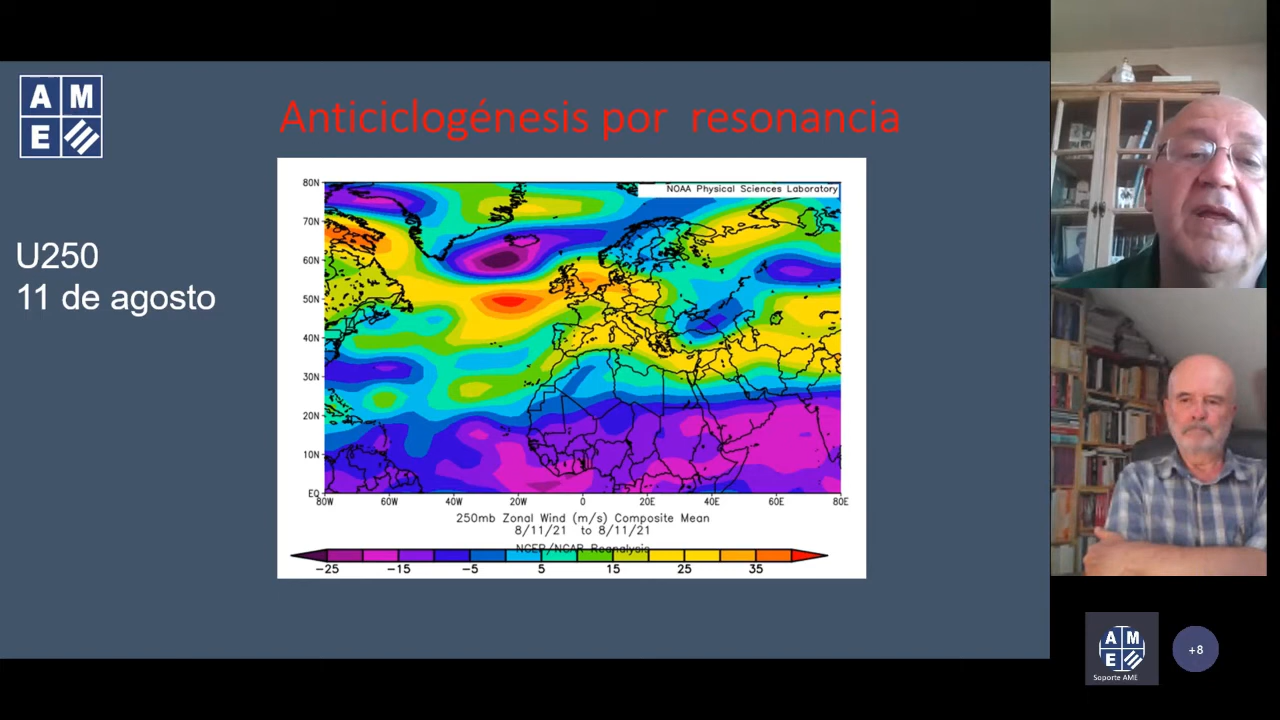 A M
E
Anticiclogénesis por resonancia
U250
11 de agosto
NOAA Physical Sciences Laboratory
80N
70N
60N
50N
40N
30N
20N
10N
EQ
80W 60W 40W 20W 0 20E 40E 60E 80E
250mb Zonal Wind (m/s) Composite Mean
8/11/21 to 8/11/21
NCEP/NCAR Reanalysis
-25 -15 -5 5 15 25 35
A M
E
Soporte AME
+8